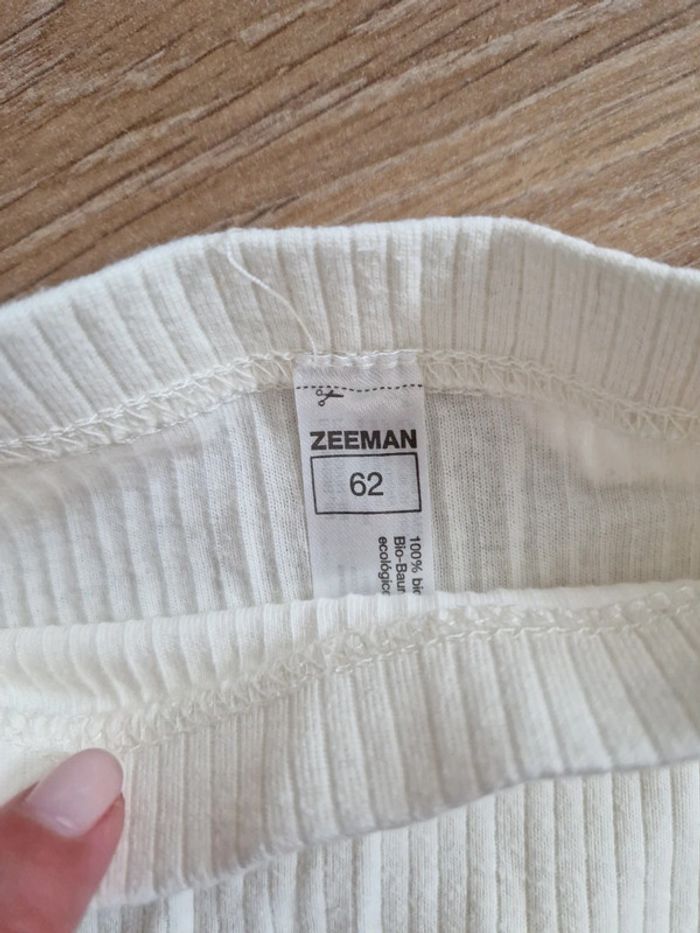 ZEEMAN
62
100% bio
Bio-Baum
ecológico